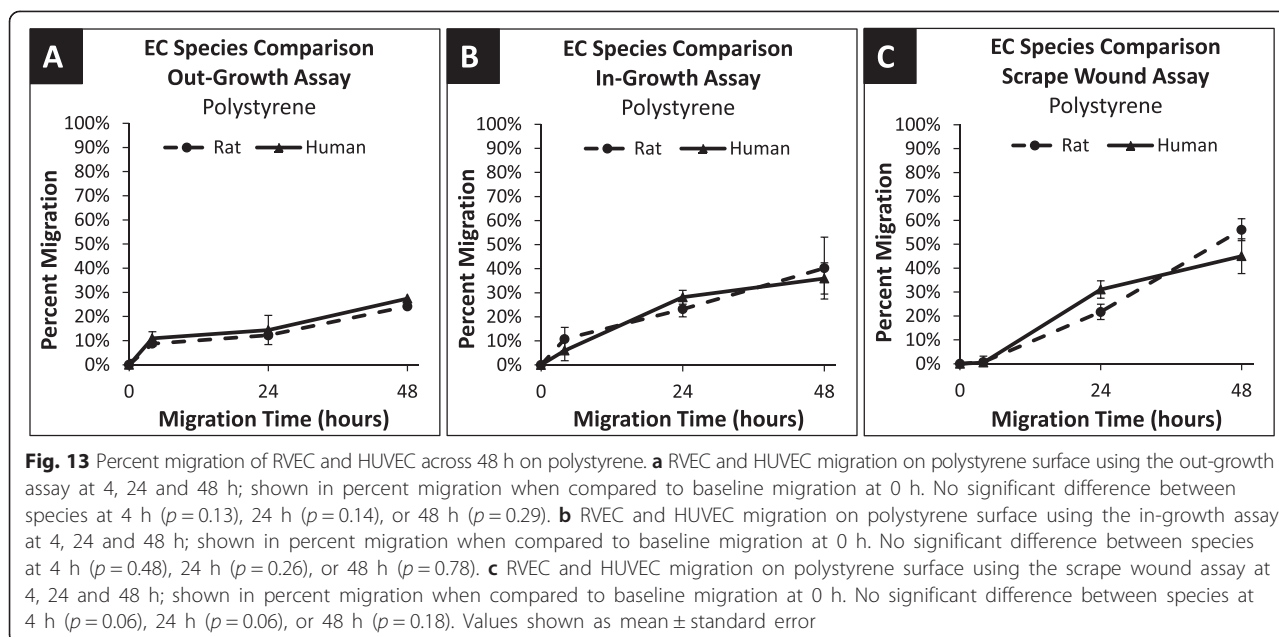 A
EC Species Comparison
Out-Growth Assay
Polystyrene
Percent Migration
100%
90%
80%
70%
60%
50%
40%
30%
20%
10%
0%
Rat
Human
0
24
48
Migration Time (hours)
B
EC Species Comparison
In-Growth Assay
Polystyrene
Percent Migration
100%
90%
80%
70%
60%
50%
40%
30%
20%
10%
0%
Rat
Human
0
24
48
Migration Time (hours)
C
EC Species Comparison
Scrape Wound Assay
Polystyrene
Percent Migration
100%
90%
80%
70%
60%
50%
40%
30%
20%
10%
0%
Rat
Human
0
24
48
Migration Time (hours)
Fig. 13 Percent migration of RVEC and HUVEC across 48 h on polystyrene. a RVEC and HUVEC migration on polystyrene surface using the out-growth
assay at 4, 24 and 48 h; shown in percent migration when compared to baseline migration at 0 h. No significant difference between
species at 4 h (p = 0.13), 24 h (p = 0.14), or 48 h (p = 0.29). b RVEC and HUVEC migration on polystyrene surface using the in-growth assay
at 4, 24 and 48 h; shown in percent migration when compared to baseline migration at 0 h. No significant difference between species
at 4 h (p = 0.48), 24 h (p = 0.26), or 48 h (p = 0.78). c RVEC and HUVEC migration on polystyrene surface using the scrape wound assay at
4, 24 and 48 h; shown in percent migration when compared to baseline migration at 0 h. No significant difference between species at
4 h (p = 0.06), 24 h (p = 0.06), or 48 h (p = 0.18). Values shown as mean ± standard error